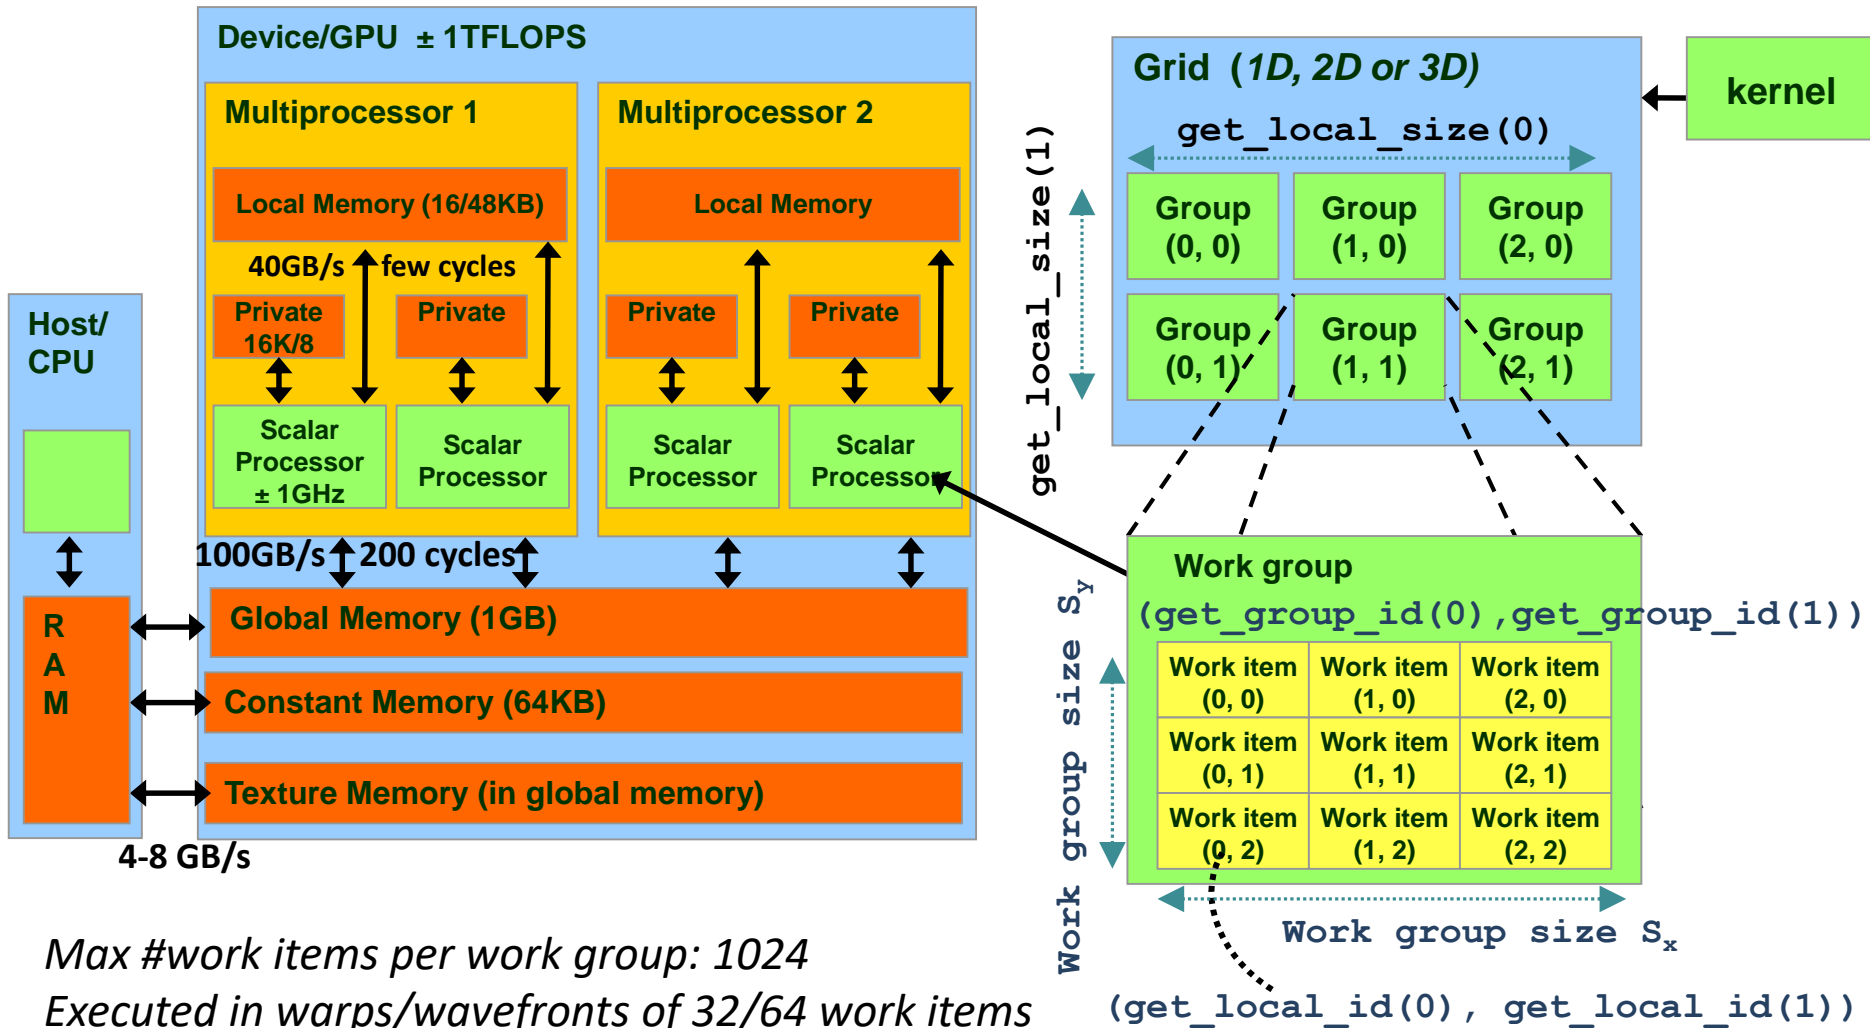 Device/GPU ± 1TFLOPS
Multiprocessor 1
Local Memory (16/48KB)
40GB/s few cycles
Private
16K/8
Private
Scalar
Processor
± 1GHz
Scalar
Processor
Multiprocessor 2
Local Memory
Private
Private
Scalar
Processor
Scalar
Processor
Host/
CPU
R
A
M
100GB/s 200 cycles
Global Memory (1GB)
Constant Memory (64KB)
Texture Memory (in global memory)
4-8 GB/s
Max #work items per work group: 1024
Executed in warps/wavefronts of 32/64 work items
Grid (1D, 2D or 3D)
kernel
get_local_size(0)
get_local_size(1)
Group
(0, 0)
Group
(1, 0)
Group
(2, 0)
Group
(0, 1)
Group
(1, 1)
Group
(2, 1)
Work group
(get_group_id(0),get_group_id(1))
Work group size Sy
Work item
(0, 0)
Work item
(1, 0)
Work item
(2, 0)
Work item
(0, 1)
Work item
(1, 1)
Work item
(2, 1)
Work item
(0, 2)
Work item
(1, 2)
Work item
(2, 2)
Work group size Sx
(get_local_id(0), get_local_id(1))